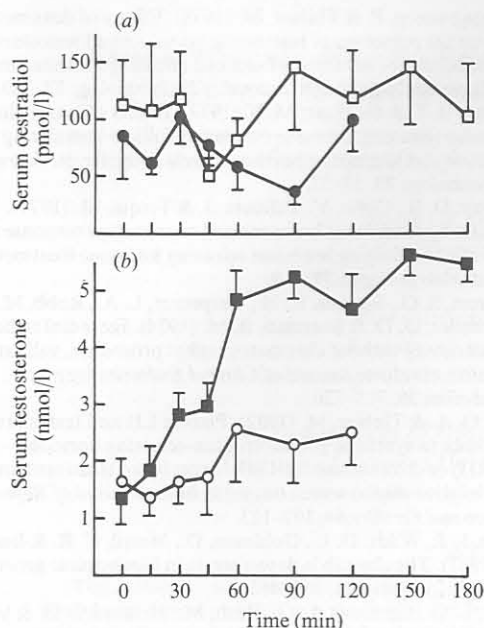 (a)
Serum oestradiol
(pmol/l)
150
100
50
(b)
Serum testosterone
(nmol/l)
5
4
3
2
1
0 30 60 90 120 150 180
Time (min)